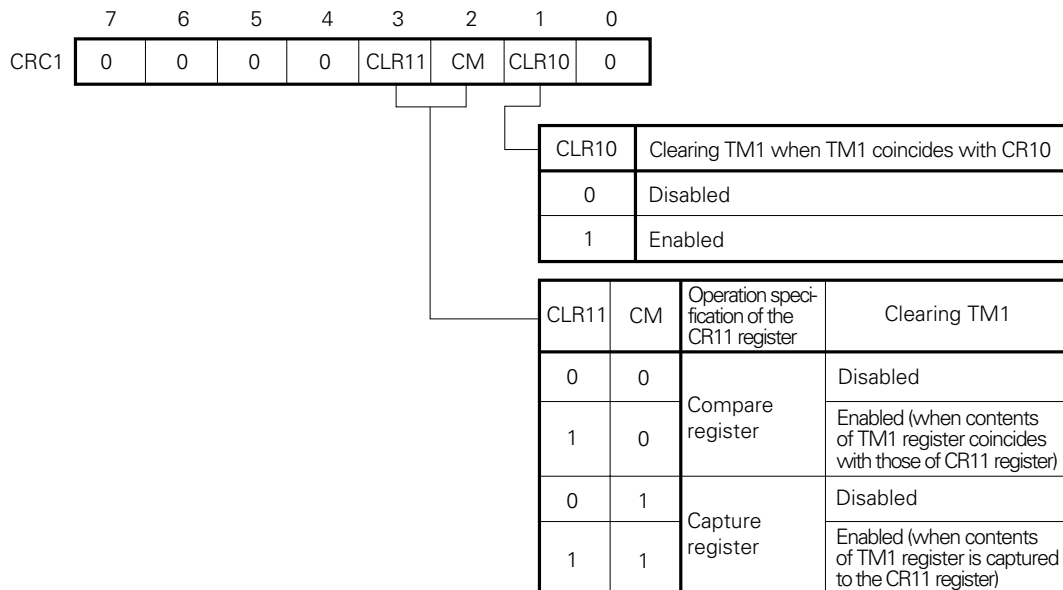 7 6 5 4 3 2 1 0
CRC1 0 0 0 0 CLR11 CM CLR10 0
CLR10 Clearing TM1 when TM1 coincides with CR10
0 Disabled
1 Enabled
CLR11 CM Operation speci-
fication of the
CR11 register
Clearing TM1
0 0 Compare
register
Disabled
1 0 Enabled (when contents
of TM1 register coincides
with those of CR11 register)
0 1 Capture
register
Disabled
1 1 Enabled (when contents
of TM1 register is captured
to the CR11 register)